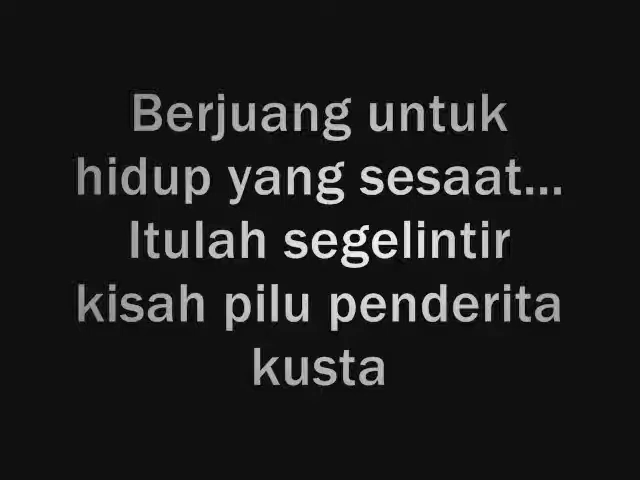 Berjuang untuk
hidup yang sesaat...
Itulah segelintir
kisah pilu penderita
kusta